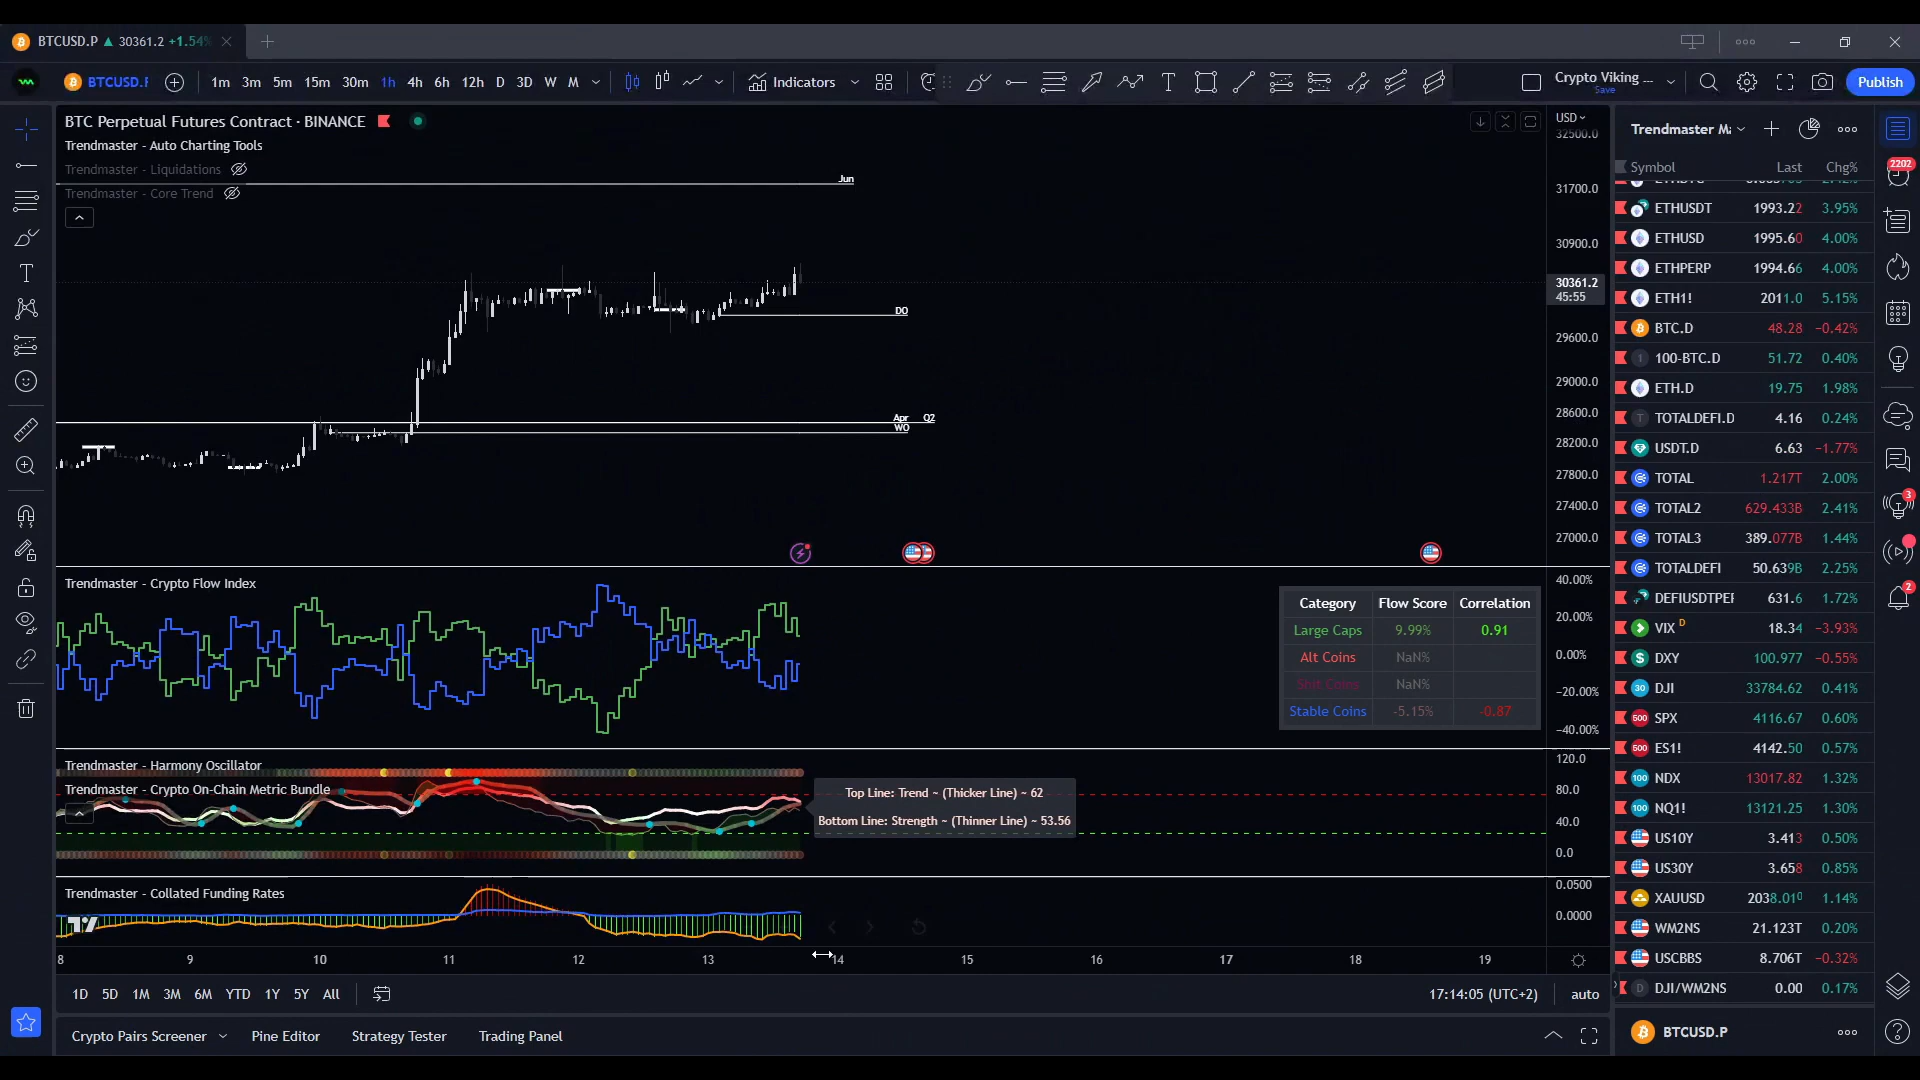 BTCUSD.P ▲ 30361.2 +1.54%
BTCUSD.F 1m 3m 5m 15m 30m 1h 4h 6h 12h D 3D W M Indicators
Crypto Viking ...
Save
Publish
BTC Perpetual Futures Contract · BINANCE
Trendmaster - Auto Charting Tools
Trendmaster - Liquidations
Trendmaster - Core Trend
Jun
DO
Apr Q2
WO
USD
32500.0
31700.0
30900.0
30361.2
45:55
29600.0
29000.0
28600.0
28200.0
27800.0
27400.0
27000.0
Trendmaster - Crypto Flow Index
Category Flow Score Correlation
Large Caps 9.99% 0.91
Alt Coins NaN%
Shit Coins NaN%
Stable Coins -5.15% -0.87
40.00%
20.00%
0.00%
−20.00%
−40.00%
Trendmaster - Harmony Oscillator
Trendmaster - Crypto On-Chain Metric Bundle
Top Line: Trend ~ (Thicker Line) ~ 62
Bottom Line: Strength ~ (Thinner Line) ~ 53.56
120.0
80.0
40.0
0.0
Trendmaster - Collated Funding Rates
0.0500
0.0000
8 9 10 11 12 13 14 15 16 17 18 19
1D 5D 1M 3M 6M YTD 1Y 5Y All
17:14:05 (UTC+2) auto
Crypto Pairs Screener Pine Editor Strategy Tester Trading Panel
Trendmaster Ma
Symbol Last Chg%
ETHUSDT 1993.22 3.95%
ETHUSD 1995.60 4.00%
ETHPERP 1994.66 4.00%
ETH1! 2011.0 5.15%
BTC.D 48.28 −0.42%
100-BTC.D 51.72 0.40%
ETH.D 19.75 1.98%
TOTALDEFI.D 4.16 0.24%
USDT.D 6.63 −1.77%
TOTAL 1.217T 2.00%
TOTAL2 629.433B 2.41%
TOTAL3 389.077B 1.44%
TOTALDEFI 50.639B 2.25%
DEFIUSDTPEF 631.6 1.72%
VIX D 18.34 −3.93%
DXY 100.977 −0.55%
DJI 33784.62 0.41%
SPX 4116.67 0.60%
ES1! 4142.50 0.57%
NDX 13017.82 1.32%
NQ1! 13121.25 1.30%
US10Y 3.413 0.50%
US30Y 3.658 0.85%
XAUUSD 2038.010 1.14%
WM2NS 21.123T 0.20%
USCBBS 8.706T −0.32%
DJI/WM2NS 0.00 0.17%
BTCUSD.P
2202
3
2